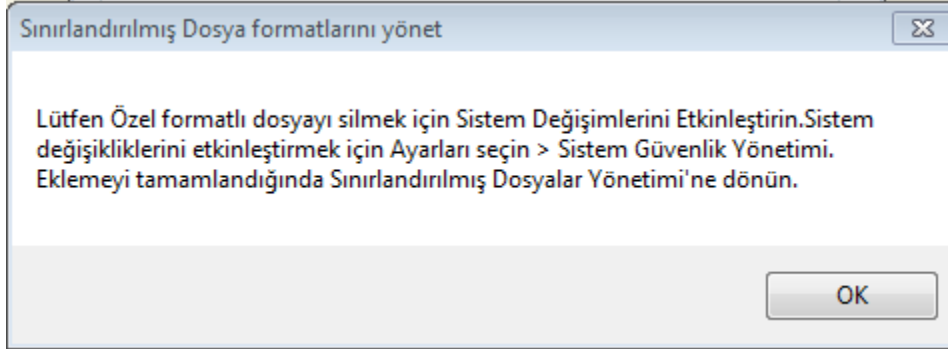 Sınırlandırılmış Dosya formatlarını yönet
Lütfen Özel formatlı dosyayı silmek için Sistem Değişimlerini Etkinleştirin.Sistem
değişikliklerini etkinleştirmek için Ayarları seçin > Sistem Güvenlik Yönetimi.
Eklemeyi tamamlandığında Sınırlandırılmış Dosyalar Yönetimi'ne dönün.
OK